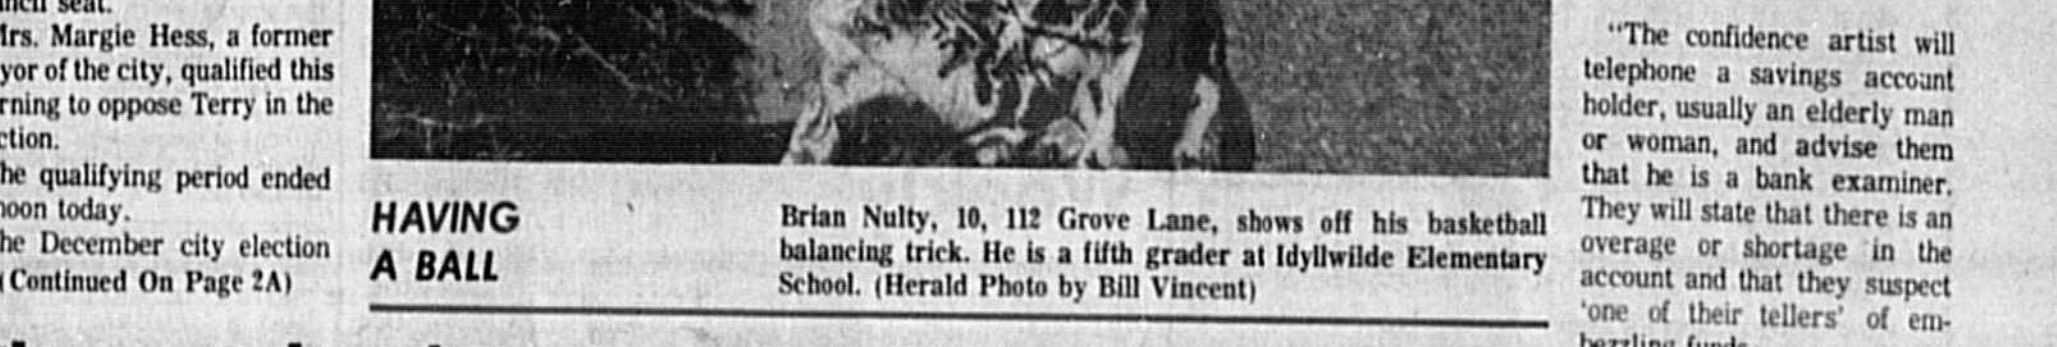 seat.
Mrs. Margie Hess, a former
yor of the city, qualified this
rning to oppose Terry in the
ction.
he qualifying period ended
noon today.
he December city election
(Continued On Page 2A)
HAVING
A BALL
Brian Nulty, 10, 112 Grove Lane, shows off his basketball
balancing trick. He is a fifth grader at Idyllwilde Elementary
School. (Herald Photo by Bill Vincent)
"The confidence artist will
telephone a savings account
holder, usually an elderly man
or woman, and advise them
that he is a bank examiner.
They will state that there is an
overage or shortage in the
account and that they suspect
'one of their tellers' of em-
bezzling funds